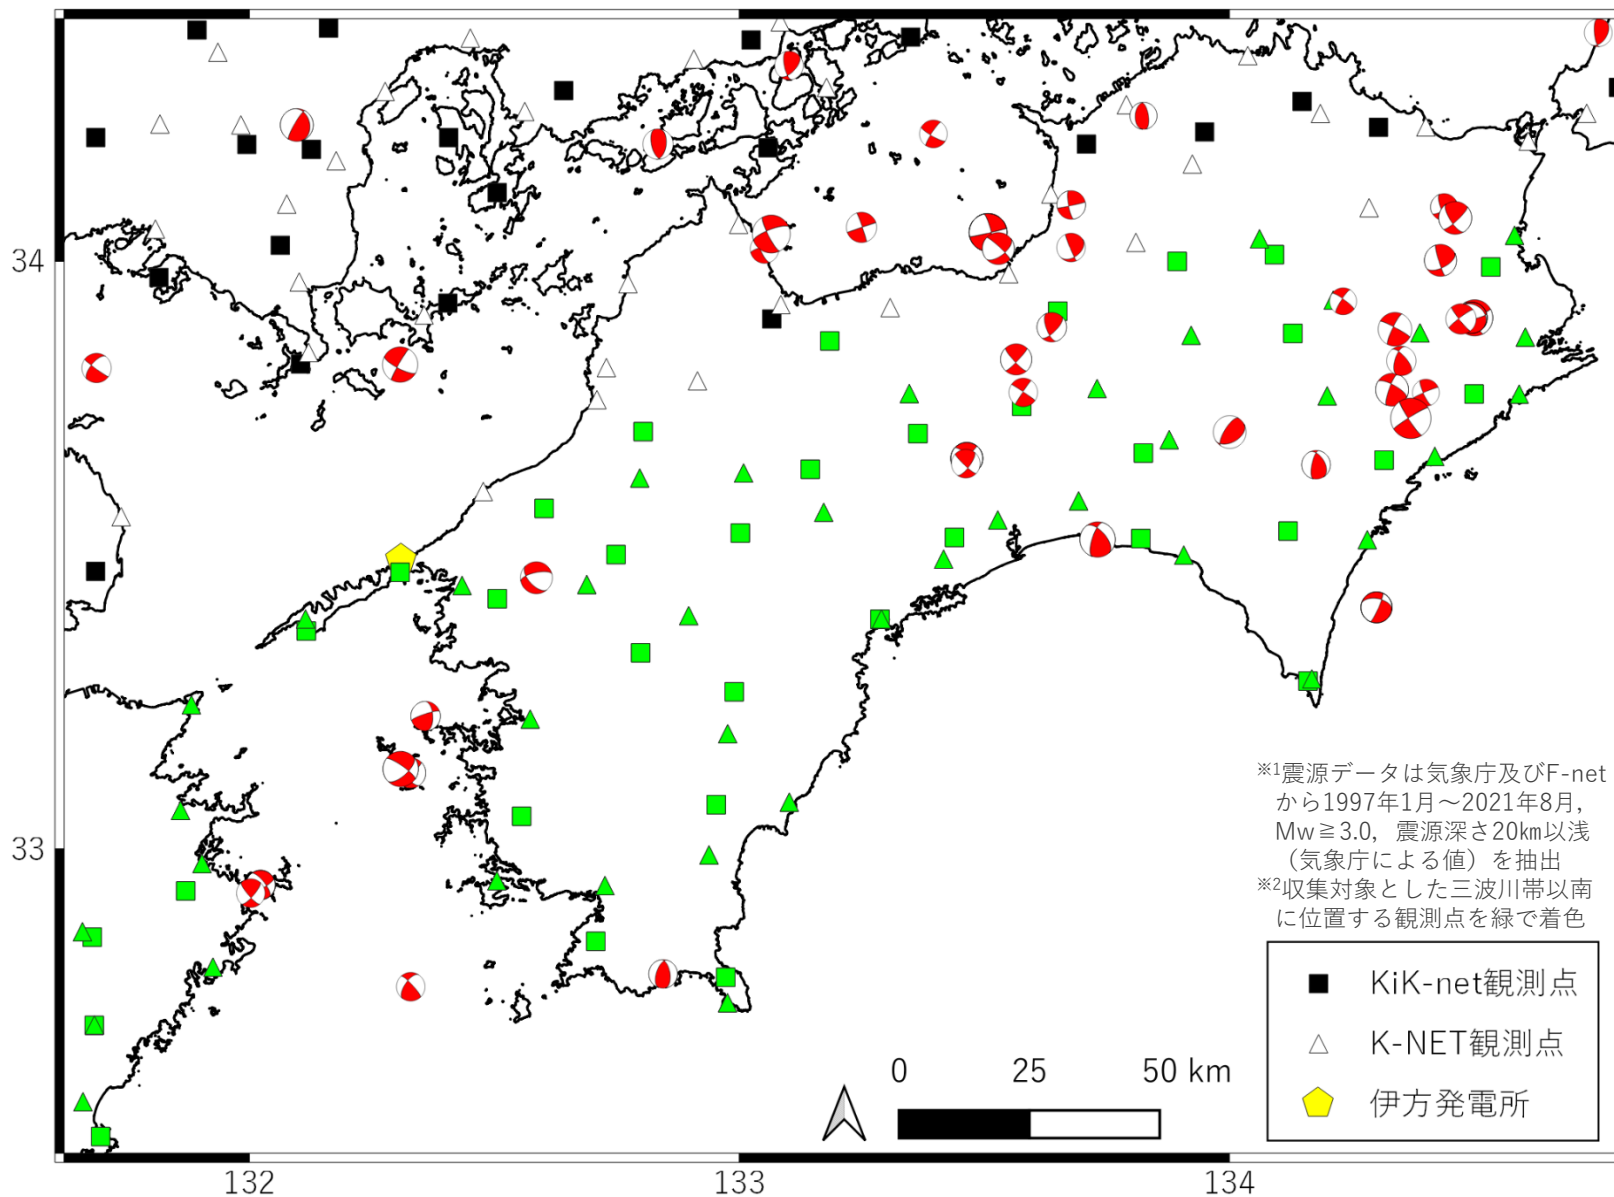 34
33
132
133
134
※1震源データは気象庁及びF-net
から1997年1月～2021年8月，
Mw≧3.0，震源深さ20㎞以浅
（気象庁による値）を抽出
※2収集対象とした三波川帯以南
に位置する観測点を緑で着色
KiK-net観測点
K-NET観測点
伊方発電所
0 25 50 km